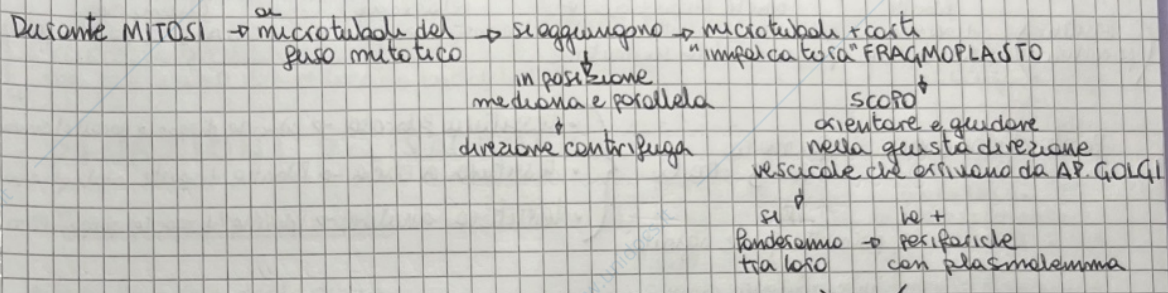 Durante MITOSI → ai microtubuli del → si aggiungono → microtubuli + corti
fuso mitotico "impalcatura" FRAGMOPLASTO
in posizione
mediana e parallela SCOPO
orientare e guidare
direzione centrifuga nella giusta direzione
vescicole che arrivano da AP. GOLGI
si le +
fonderanno → periferiche
tra loro con plasmalemma